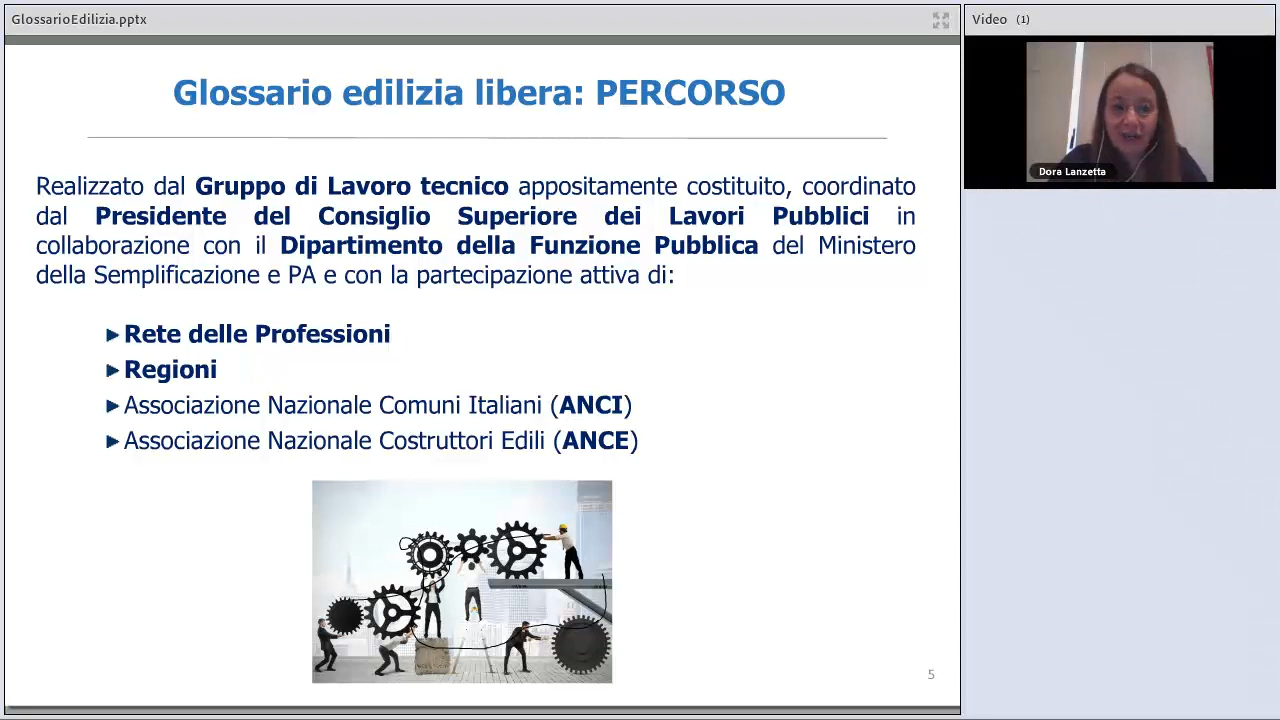 GlossarioEdilizia.pptx
Video (1)
Glossario edilizia libera: PERCORSO
Dora Lanzetta
Realizzato dal Gruppo di Lavoro tecnico appositamente costituito, coordinato
dal Presidente del Consiglio Superiore dei Lavori Pubblici in
collaborazione con il Dipartimento della Funzione Pubblica del Ministero
della Semplificazione e PA e con la partecipazione attiva di:
►Rete delle Professioni
►Regioni
►Associazione Nazionale Comuni Italiani (ANCI)
►Associazione Nazionale Costruttori Edili (ANCE)
5